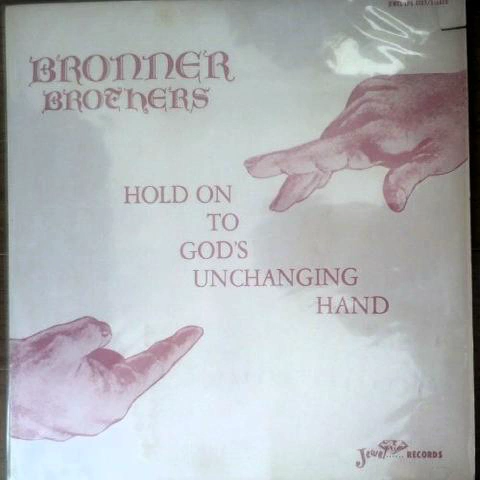 BRONNER
BROTHERS
HOLD ON
TO
GOD'S
UNCHANGING
HAND
Jewel RECORDS